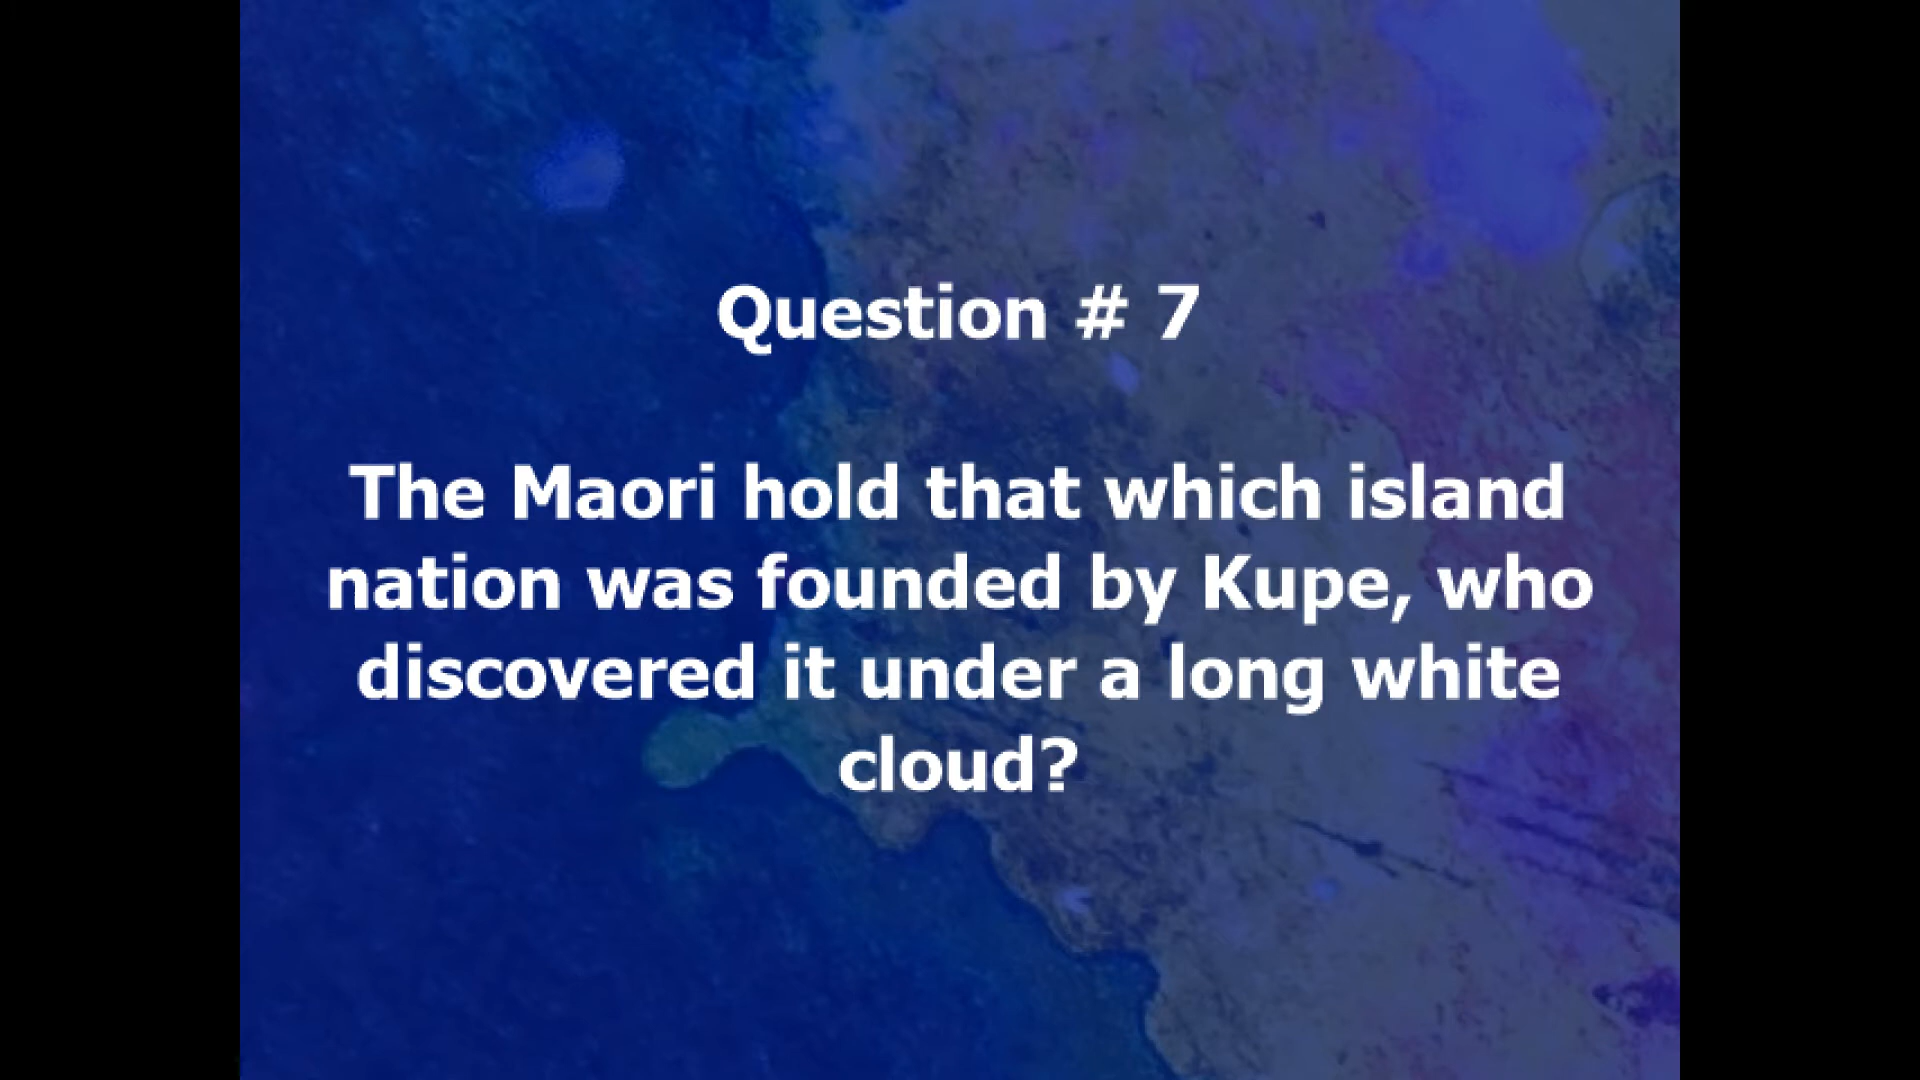 Question # 7
The Maori hold that which island
nation was founded by Kupe, who
discovered it under a long white
cloud?